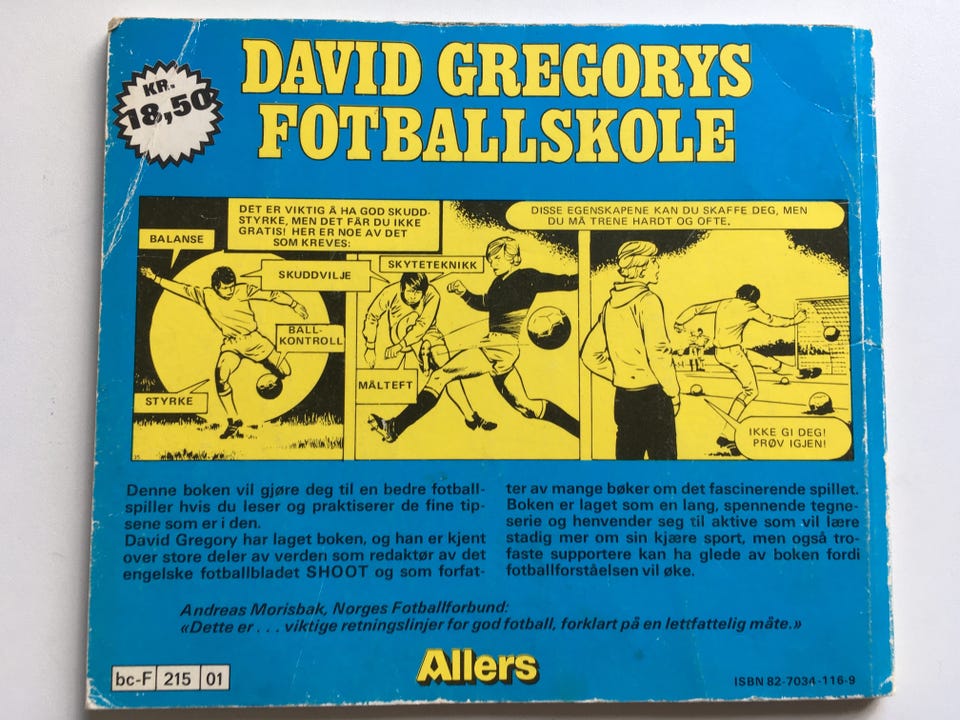 KR.
18,50
DAVID GREGORYS
FOTBALLSKOLE
DET ER VIKTIG Å HA GOD SKUDD-
STYRKE, MEN DET FÅR DU IKKE
GRATIS! HER ER NOE AV DET
SOM KREVES:
BALANSE
SKUDDVILJE
BALL-
KONTROLL
STYRKE
SKYTETEKNIKK
MÅLTEFT
DISSE EGENSKAPENE KAN DU SKAFFE DEG, MEN
DU MÅ TRENE HARDT OG OFTE.
IKKE GI DEG!
PRØV IGJEN!
Denne boken vil gjøre deg til en bedre fotball-
spiller hvis du leser og praktiserer de fine tip-
sene som er i den.
David Gregory har laget boken, og han er kjent
over store deler av verden som redaktør av det
engelske fotballbladet SHOOT og som forfat-
ter av mange bøker om det fascinerende spillet.
Boken er laget som en lang, spennende tegne-
serie og henvender seg til aktive som vil lære
stadig mer om sin kjære sport, men også tro-
faste supportere kan ha glede av boken fordi
fotballforståelsen vil øke.
Andreas Morisbak, Norges Fotballforbund:
«Dette er . . . viktige retningslinjer for god fotball, forklart på en lettfattelig måte.»
Allers
bc-F 215 01
ISBN 82-7034-116-9